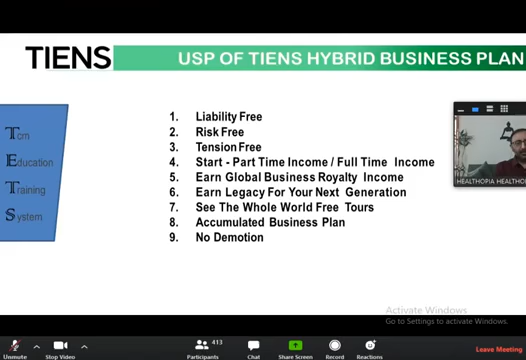 TIENS
USP OF TIENS HYBRID BUSINESS PLAN
Tcm
Education
Training
System
1. Liability Free
2. Risk Free
3. Tension Free
4. Start - Part Time Income / Full Time Income
5. Earn Global Business Royalty Income
6. Earn Legacy For Your Next Generation
7. See The Whole World Free Tours
8. Accumulated Business Plan
9. No Demotion
HEALTHOPIA HEALTHO
Activate Windows
Go to Settings to activate Windows.
Unmute
Stop Video
413
Participants
Chat
Share Screen
Record
Reactions
Leave Meeting